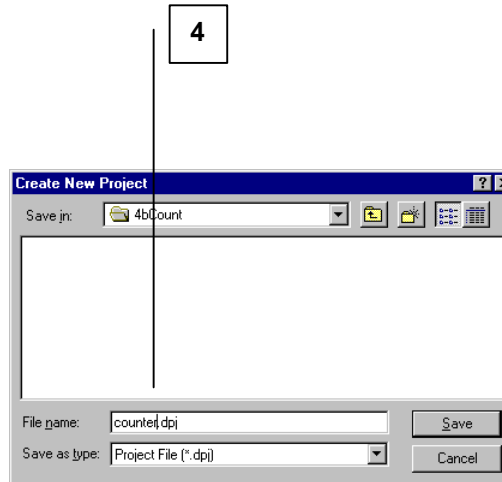 4
Create New Project
Save in: 4bCount
File name: counter.dpj Save
Save as type: Project File (*.dpj) Cancel